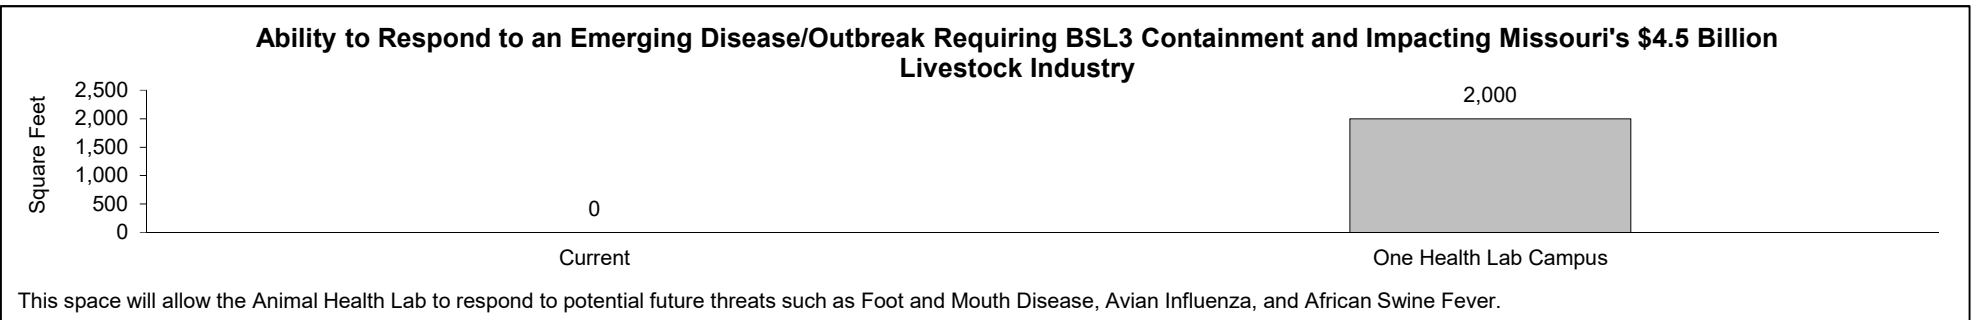 Ability to Respond to an Emerging Disease/Outbreak Requiring BSL3 Containment and Impacting Missouri's $4.5 Billion
Livestock Industry
Square Feet
2,500
2,000
1,500
1,000
500
0
0
2,000
Current
One Health Lab Campus
This space will allow the Animal Health Lab to respond to potential future threats such as Foot and Mouth Disease, Avian Influenza, and African Swine Fever.